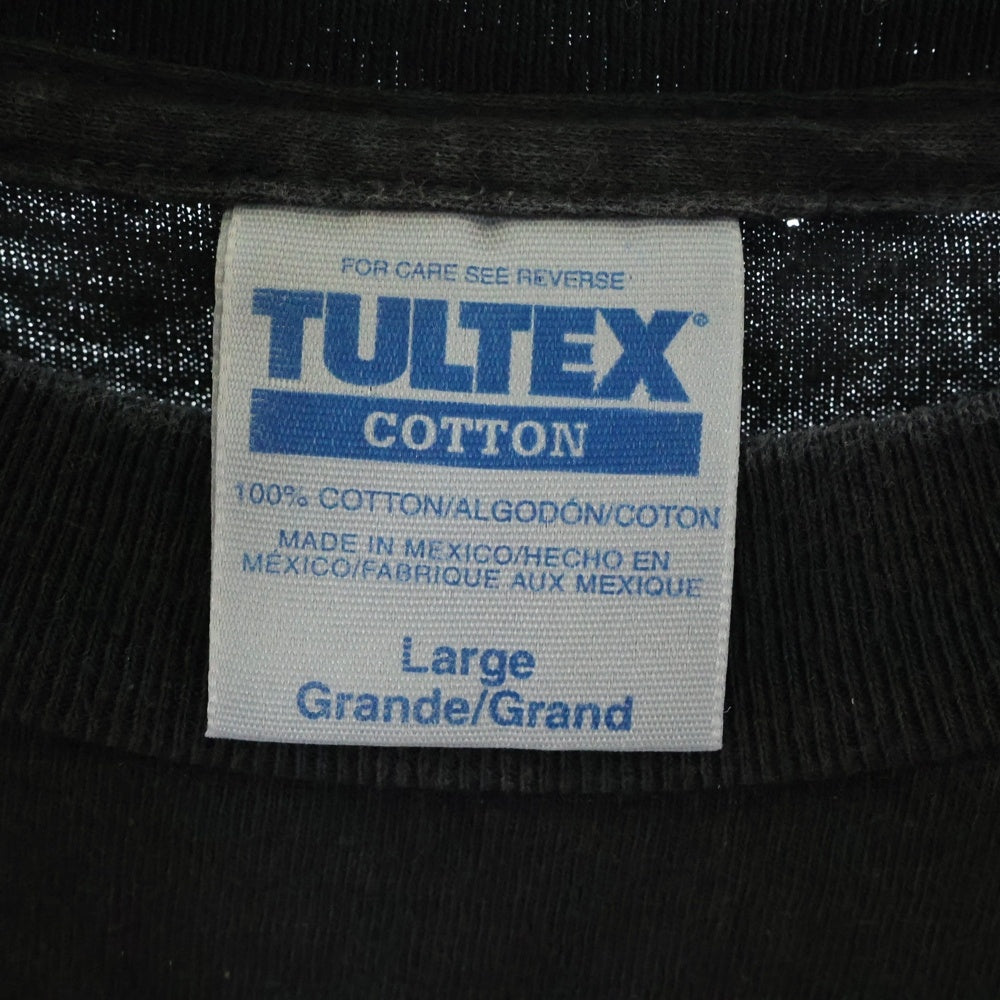 FOR CARE SEE REVERSE
TULTEX®
COTTON
100% COTTON/ALGODÓN/COTON
MADE IN MEXICO/HECHO EN
MÉXICO/FABRIQUE AUX MEXIQUE
Large
Grande/Grand